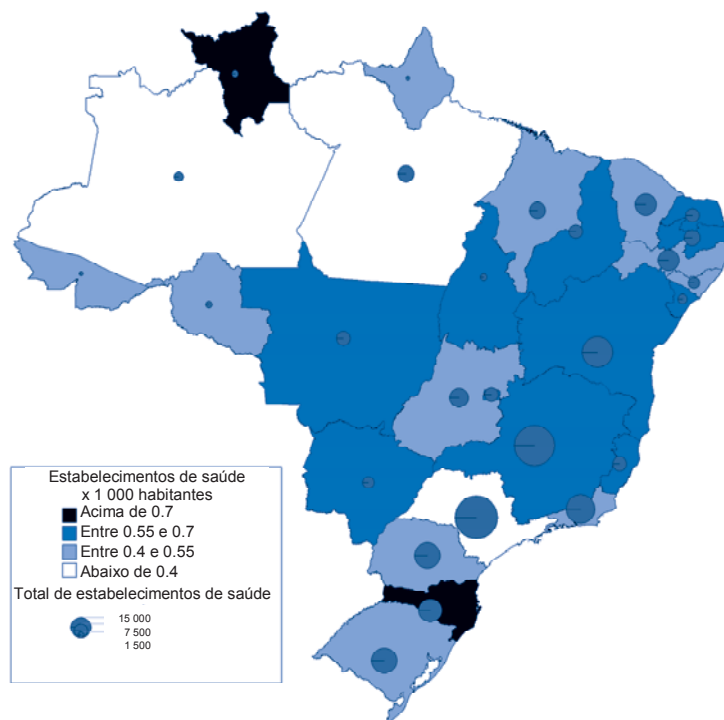 Estabelecimentos de saúde
x 1 000 habitantes
Acima de 0.7
Entre 0.55 e 0.7
Entre 0.4 e 0.55
Abaixo de 0.4
Total de estabelecimentos de saúde
15 000
7 500
1 500